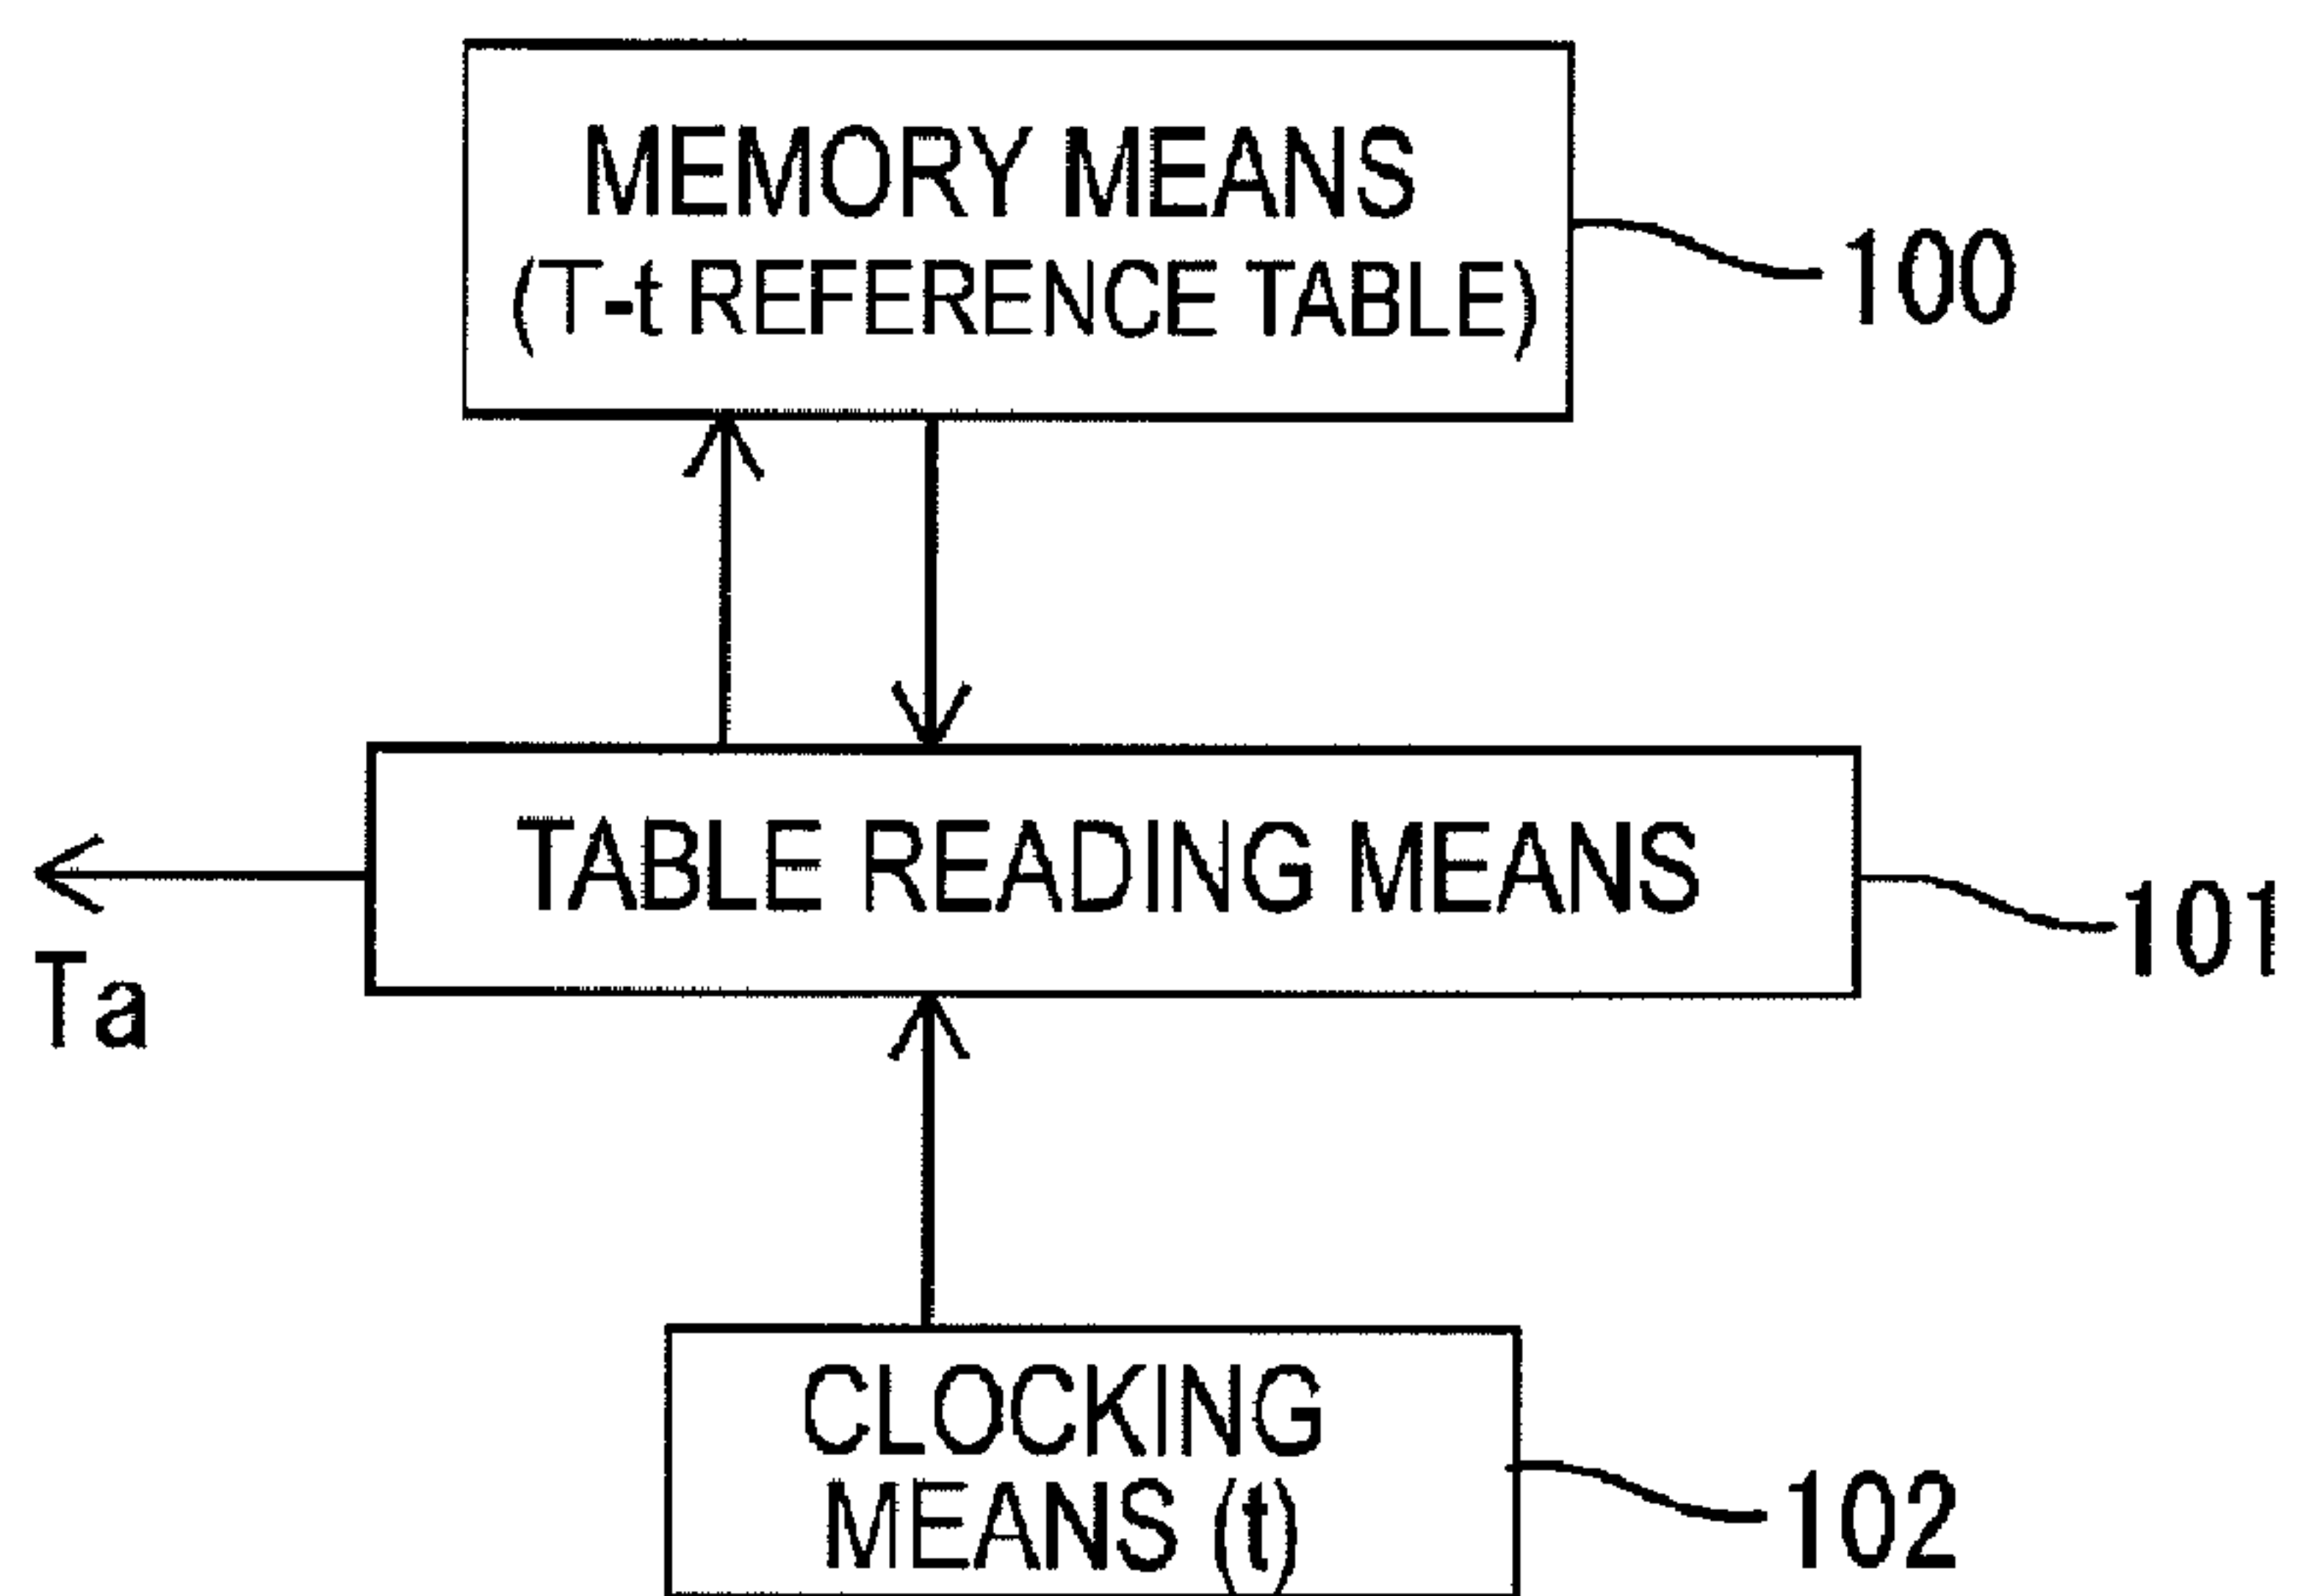 MEMORY MEANS
(T-t REFERENCE TABLE)
100
TABLE READING MEANS
101
Ta
CLOCKING
MEANS (t)
102